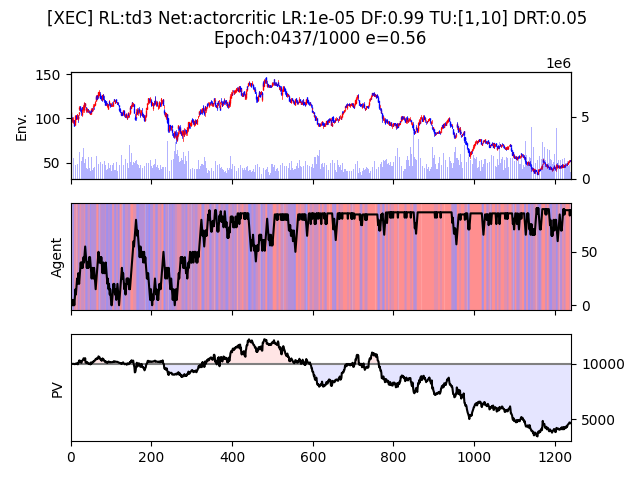 [XEC] RL:td3 Net:actorcritic LR:1e-05 DF:0.99 TU:[1,10] DRT:0.05
Epoch:0437/1000 e=0.56
1e6
150
100
50
Env.
5
0
Agent
50
0
PV
10000
5000
0
200
400
600
800
1000
1200